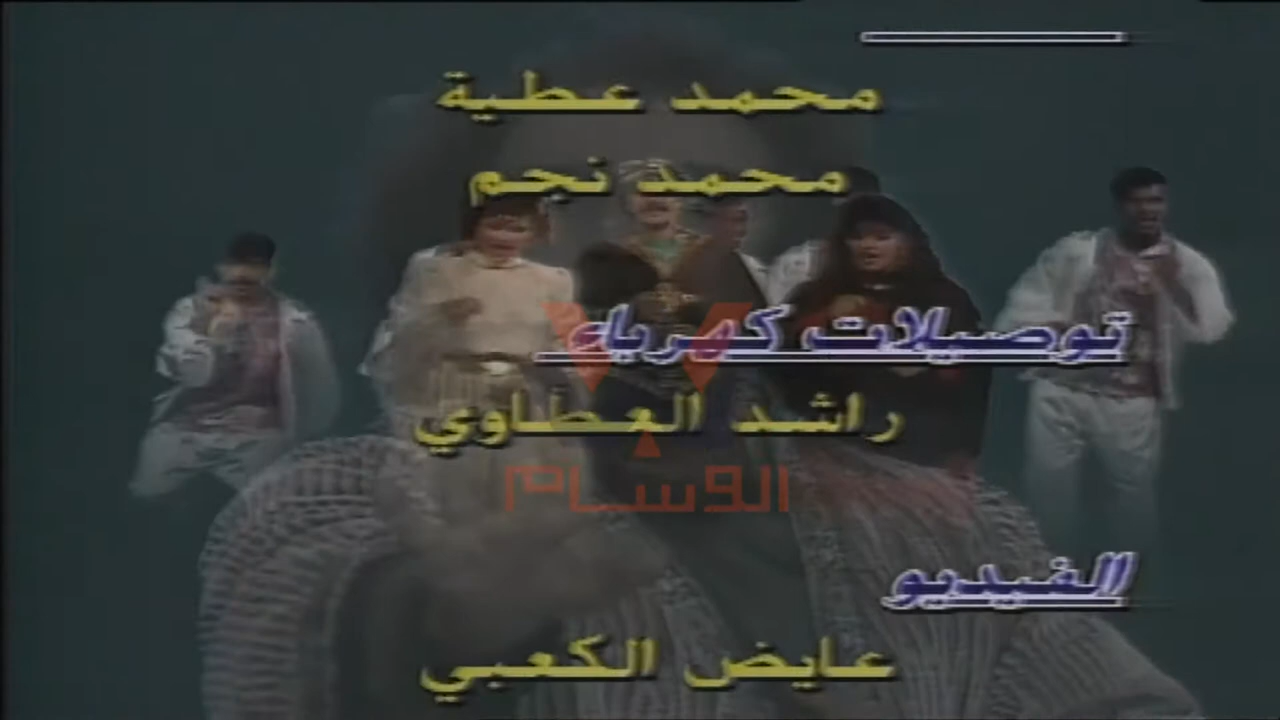 محمد عطية
محمد نجم
توصيلات كهرباء
راشد العطاوي
الوسام
الفيديو
عايض الكعبي